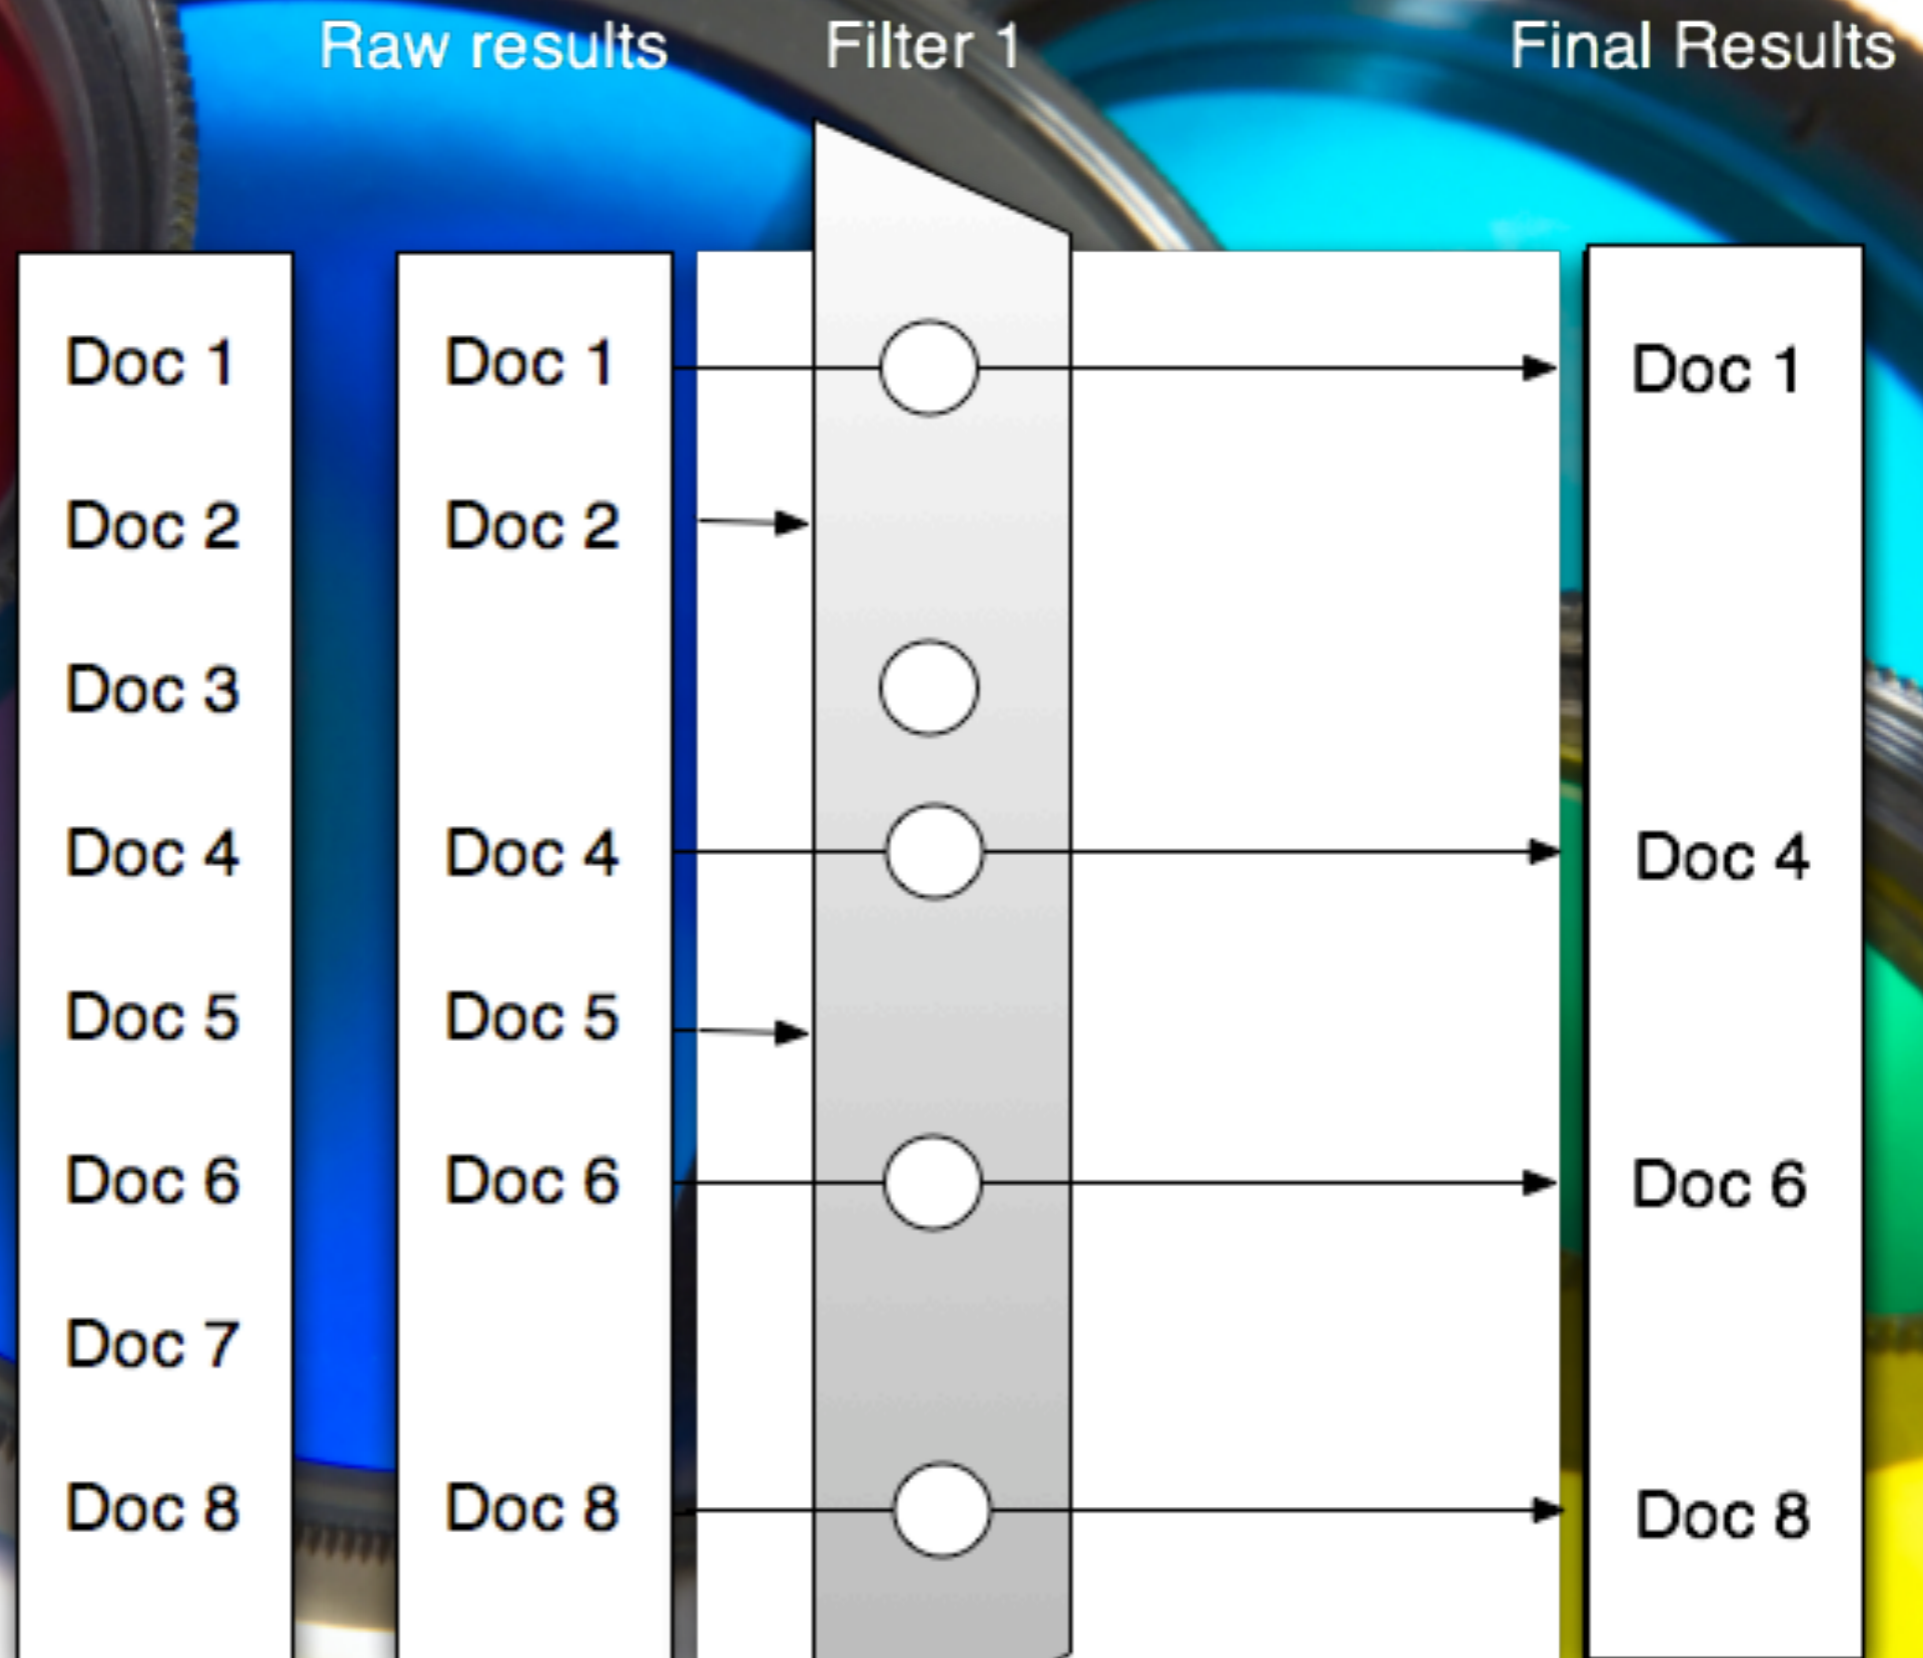 Raw results Filter 1 Final Results
Doc 1 Doc 1 Doc 1
Doc 2 Doc 2
Doc 3
Doc 4 Doc 4 Doc 4
Doc 5 Doc 5
Doc 6 Doc 6 Doc 6
Doc 7
Doc 8 Doc 8 Doc 8